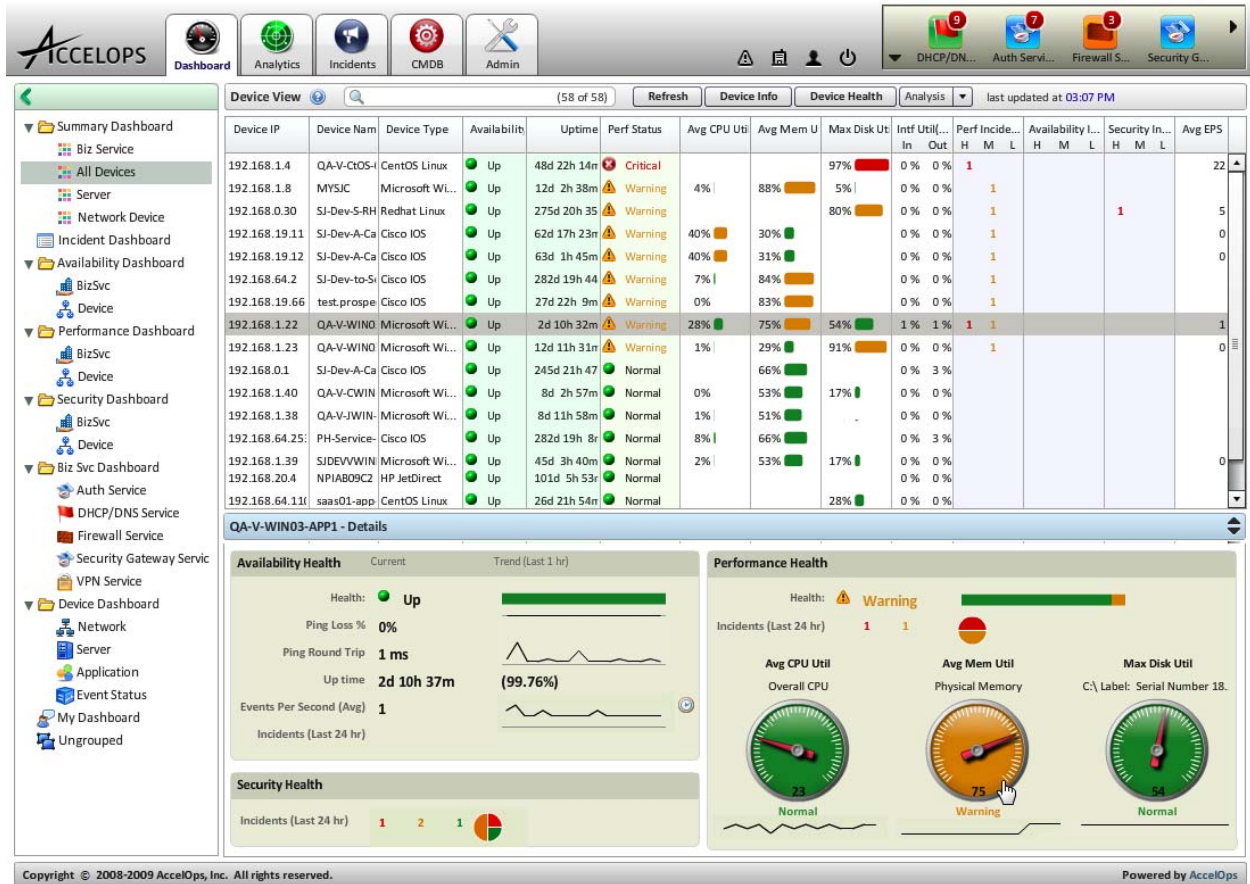 ACCELOPS
Dashboard
Analytics
Incidents
CMDB
Admin
9
7
3
DHCP/DN...
Auth Servi...
Firewall S...
Security G...
Device View
(58 of 58)
Refresh
Device Info
Device Health
Analysis
last updated at 03:07 PM
Summary Dashboard
Biz Service
All Devices
Server
Network Device
Incident Dashboard
Availability Dashboard
BizSvc
Device
Performance Dashboard
BizSvc
Device
Security Dashboard
BizSvc
Device
Biz Svc Dashboard
Auth Service
DHCP/DNS Service
Firewall Service
Security Gateway Servic
VPN Service
Device Dashboard
Network
Server
Application
Event Status
My Dashboard
Ungrouped
Device IP Device Nam Device Type Availability Uptime Perf Status Avg CPU Uti Avg Mem U Max Disk Ut Intf Util(... Perf Incide... Availability I... Security In... Avg EPS
In Out H M L H M L H M L
192.168.1.4 QA-V-CtOS-( CentOS Linux Up 48d 22h 14m Critical 97% 0 % 0 % 1 22
192.168.1.8 MYSJC Microsoft Wi... Up 12d 2h 38m Warning 4% 88% 5% 0 % 0 % 1
192.168.0.30 SJ-Dev-S-RH Redhat Linux Up 275d 20h 35 Warning 80% 0 % 0 % 1 1 5
192.168.19.11 SJ-Dev-A-Ca Cisco IOS Up 62d 17h 23m Warning 40% 30% 0 % 0 % 1 0
192.168.19.12 SJ-Dev-A-Ca Cisco IOS Up 63d 1h 45m Warning 40% 31% 0 % 0 % 1 0
192.168.64.2 SJ-Dev-to-S Cisco IOS Up 282d 19h 44 Warning 7% 84% 0 % 0 % 1
192.168.19.66 test.prospe Cisco IOS Up 27d 22h 9m Warning 0% 83% 0 % 0 % 1
192.168.1.22 QA-V-WIN0 Microsoft Wi... Up 2d 10h 32m Warning 28% 75% 54% 1 % 1 % 1 1 1
192.168.1.23 QA-V-WIN0 Microsoft Wi... Up 12d 11h 31m Warning 1% 29% 91% 0 % 0 % 1 0
192.168.0.1 SJ-Dev-A-Ca Cisco IOS Up 245d 21h 47 Normal 66% 0 % 3 %
192.168.1.40 QA-V-CWIN Microsoft Wi... Up 8d 2h 57m Normal 0% 53% 17% 0 % 0 %
192.168.1.38 QA-V-JWIN- Microsoft Wi... Up 8d 11h 58m Normal 1% 51% 0 % 0 %
192.168.64.25 PH-Service- Cisco IOS Up 282d 19h 8m Normal 8% 66% 0 % 3 %
192.168.1.39 SJDEVVWIN Microsoft Wi... Up 45d 3h 40m Normal 2% 53% 17% 0 % 0 % 0
192.168.20.4 NPIAB09C2 HP JetDirect Up 101d 5h 53m Normal 0 % 0 %
192.168.64.11 saas01-app- CentOS Linux Up 26d 21h 54m Normal 28% 0 % 0 %
QA-V-WIN03-APP1 - Details
Availability Health Current Trend (Last 1 hr)
Health: Up
Ping Loss % 0%
Ping Round Trip 1 ms
Up time 2d 10h 37m (99.76%)
Events Per Second (Avg) 1
Incidents (Last 24 hr)
Security Health
Incidents (Last 24 hr) 1 2 1
Performance Health
Health: Warning
Incidents (Last 24 hr) 1 1
Avg CPU Util Avg Mem Util Max Disk Util
Overall CPU Physical Memory C:\ Label: Serial Number 18.
23 75 54
Normal Warning Normal
Copyright © 2008-2009 AccelOps, Inc. All rights reserved. Powered by AccelOps